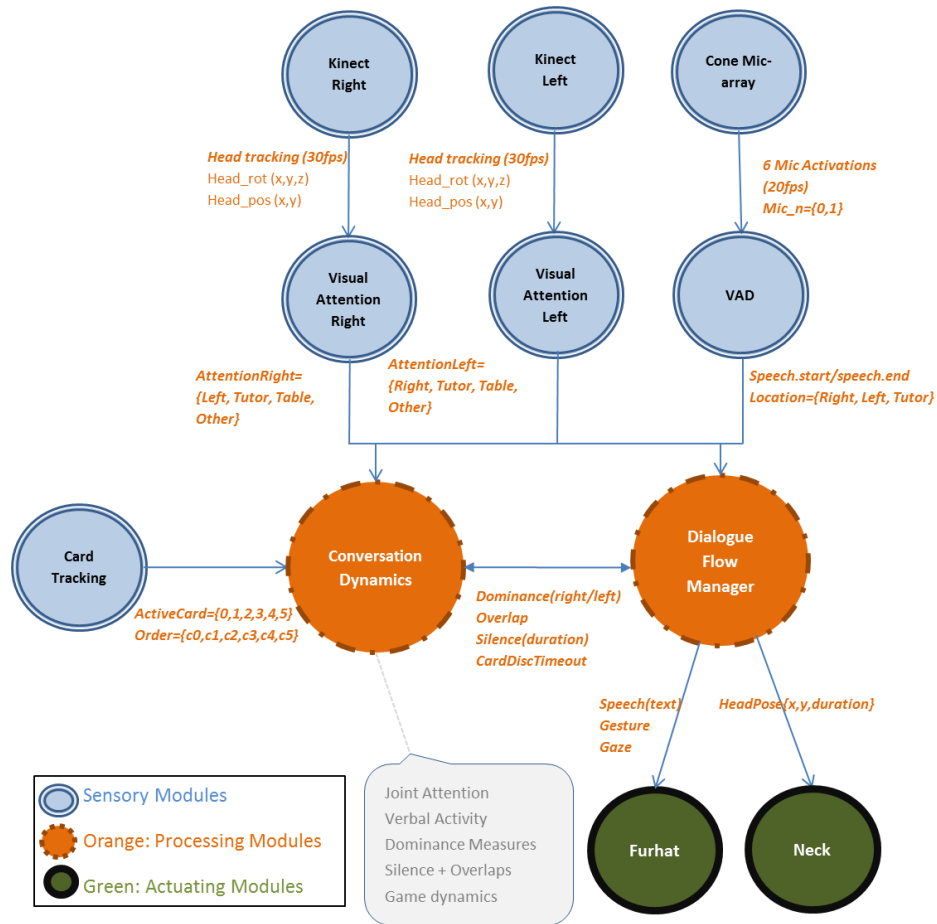 Kinect
Right
Kinect
Left
Cone Mic-
array
Head tracking (30fps)
Head_rot (x,y,z)
Head_pos (x,y)
Head tracking (30fps)
Head_rot (x,y,z)
Head_pos (x,y)
6 Mic Activations
(20fps)
Mic_n={0,1}
Visual
Attention
Right
Visual
Attention
Left
VAD
AttentionRight=
{Left, Tutor, Table,
Other}
AttentionLeft=
{Right, Tutor, Table,
Other}
Speech.start/speech.end
Location={Right, Left, Tutor}
Card
Tracking
Conversation
Dynamics
Dialogue
Flow
Manager
ActiveCard={0,1,2,3,4,5}
Order={c0,c1,c2,c3,c4,c5}
Dominance(right/left)
Overlap
Silence(duration)
CardDiscTimeout
Speech(text)
Gesture
Gaze
HeadPose{x,y,duration}
Sensory Modules
Orange: Processing Modules
Green: Actuating Modules
Joint Attention
Verbal Activity
Dominance Measures
Silence + Overlaps
Game dynamics
Furhat
Neck